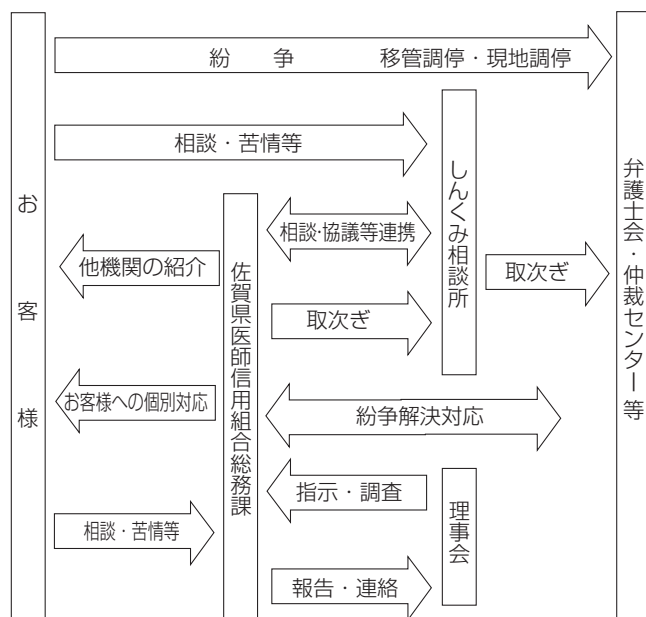 紛　争　移管調停・現地調停
相談・苦情等
お客様
しんくみ相談所
弁護士会・仲裁センター等
相談・協議等連携
他機関の紹介
佐賀県医師信用組合総務課
取次ぎ
取次ぎ
お客様への個別対応
紛争解決対応
指示・調査
理事会
相談・苦情等
報告・連絡